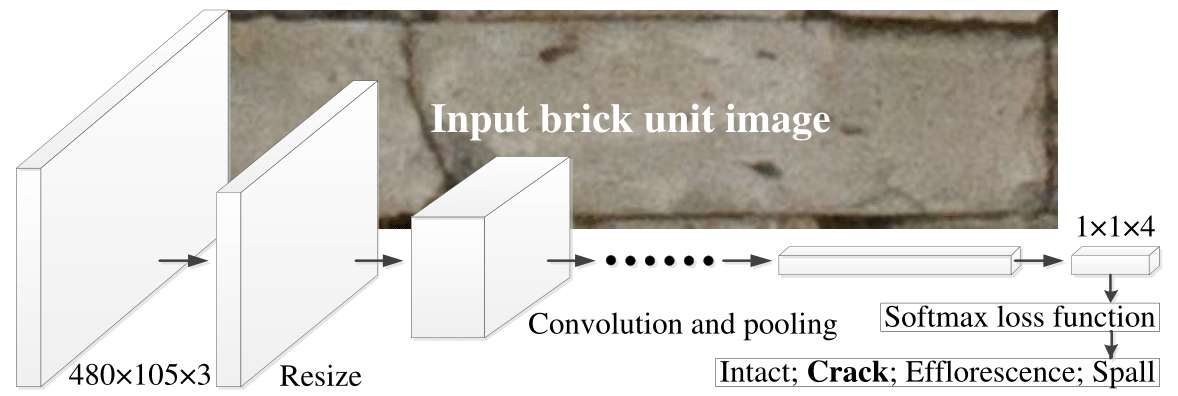 Input brick unit image
1×1×4
Convolution and pooling
Softmax loss function
480×105×3
Resize
Intact; Crack; Efflorescence; Spall